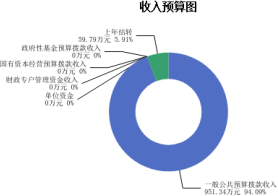 收入预算图
上年结转
59.79万元 5.91%
政府性基金预算拨款收入
0万元 0%
国有资本经营预算拨款收入
0万元 0%
财政专户管理资金收入
0万元 0%
单位资金
0万元 0%
一般公共预算拨款收入
951.34万元 94.09%